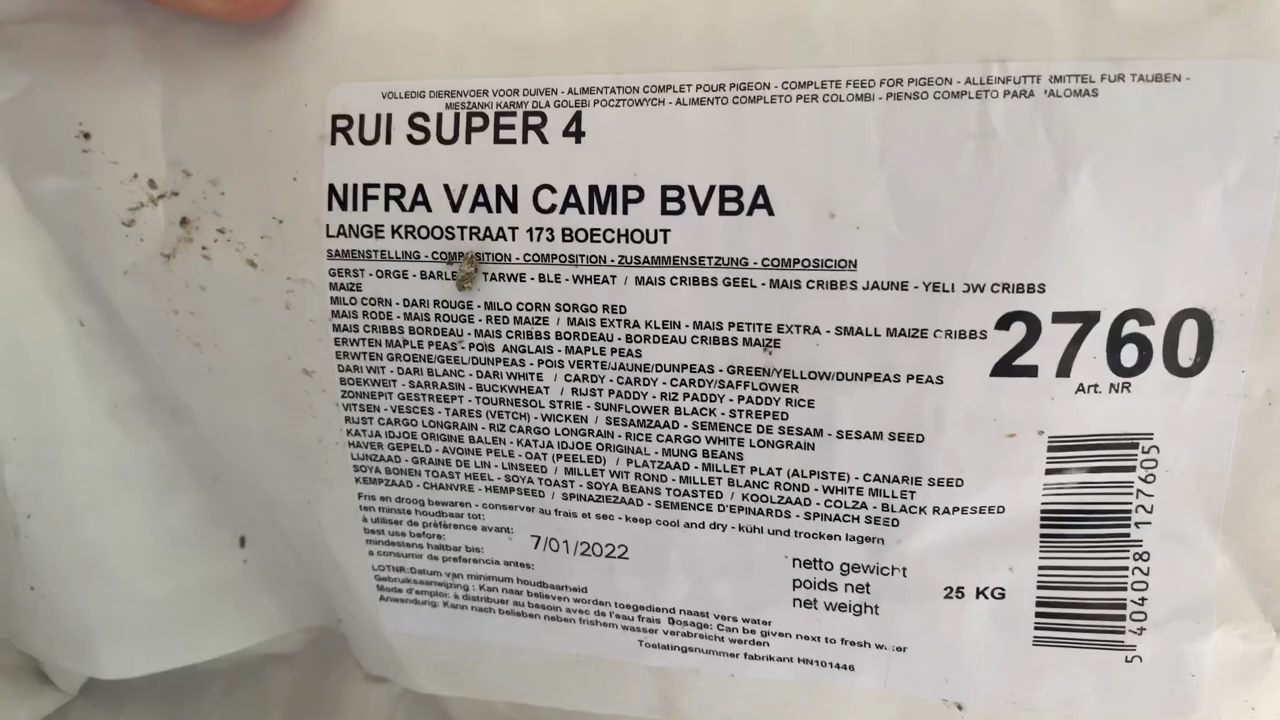 VOLLEDIG DIERENVOER VOOR DUIVEN - ALIMENTATION COMPLET POUR PIGEON - COMPLETE FEED FOR PIGEON - ALLEINFUTTERMITTEL FUR TAUBEN -
MIESZANKI KARMY DLA GOLEBI POCZTOWYCH - ALIMENTO COMPLETO PER COLOMBI - PIENSO COMPLETO PARA PALOMAS
RUI SUPER 4
NIFRA VAN CAMP BVBA
LANGE KROOSTRAAT 173 BOECHOUT
SAMENSTELLING - COMPOSITION - COMPOSITION - ZUSAMMENSETZUNG - COMPOSICION
GERST - ORGE - BARLEY / TARWE - BLE - WHEAT / MAIS CRIBBS GEEL - MAIS CRIBBS JAUNE - YELLOW CRIBBS
MAIZE
MILO CORN - DARI ROUGE - MILO CORN SORGO RED
MAIS RODE - MAIS ROUGE - RED MAIZE / MAIS EXTRA KLEIN - MAIS PETITE EXTRA - SMALL MAIZE CRIBBS
MAIS CRIBBS BORDEAU - MAIS CRIBBS BORDEAU - BORDEAU CRIBBS MAIZE
ERWTEN MAPLE PEAS - POIS ANGLAIS - MAPLE PEAS
ERWTEN GROENE/GEEL/DUNPEAS - POIS VERTE/JAUNE/DUNPEAS - GREEN/YELLOW/DUNPEAS PEAS
DARI WIT - DARI BLANC - DARI WHITE / CARDY - CARDY - CARDY/SAFFLOWER
BOEKWEIT - SARRASIN - BUCKWHEAT / RIJST PADDY - RIZ PADDY - PADDY RICE
ZONNEPIT GESTREEPT - TOURNESOL STRIE - SUNFLOWER BLACK - STREPED
VITSEN - VESCES - TARES (VETCH) - WICKEN / SESAMZAAD - SEMENCE DE SESAM - SESAM SEED
RIJST CARGO LONGRAIN - RIZ CARGO LONGRAIN - RICE CARGO WHITE LONGRAIN
KATJA IDJOE ORIGINE BALEN - KATJA IDJOE ORIGINAL - MUNG BEANS
HAVER GEPELD - AVOINE PELE - OAT (PEELED) / PLATZAAD - MILLET PLAT (ALPISTE) - CANARIE SEED
LIJNZAAD - GRAINE DE LIN - LINSEED / MILLET WIT ROND - MILLET BLANC ROND - WHITE MILLET
SOYA BONEN TOAST HEEL - SOYA TOAST - SOYA BEANS TOASTED / KOOLZAAD - COLZA - BLACK RAPESEED
KEMPZAAD - CHANVRE - HEMPSEED / SPINAZIEZAAD - SEMENCE D'EPINARDS - SPINACH SEED
2760
Art. NR
Fris en droog bewaren - conserver au frais et sec - keep cool and dry - kühl und trocken lagern
ten minste houdbaar tot:
à utiliser de préférence avant:
best use before:
mindestens haltbar bis:
a consumir de preferencia antes:
7/01/2022
netto gewicht
poids net
net weight
25 KG
LOTNR:Datum van minimum houdbaarheid
Gebruiksaanwijzing : Kan naar believen worden toegediend naast vers water
Mode d'emploi: à distribuer au besoin avec de l'eau frais Dosage: Can be given next to fresh water
Anwendung: Kann nach belieben neben frishem wasser verabreicht werden
Toelatingsnummer fabrikant HN101446
5 404028 127605